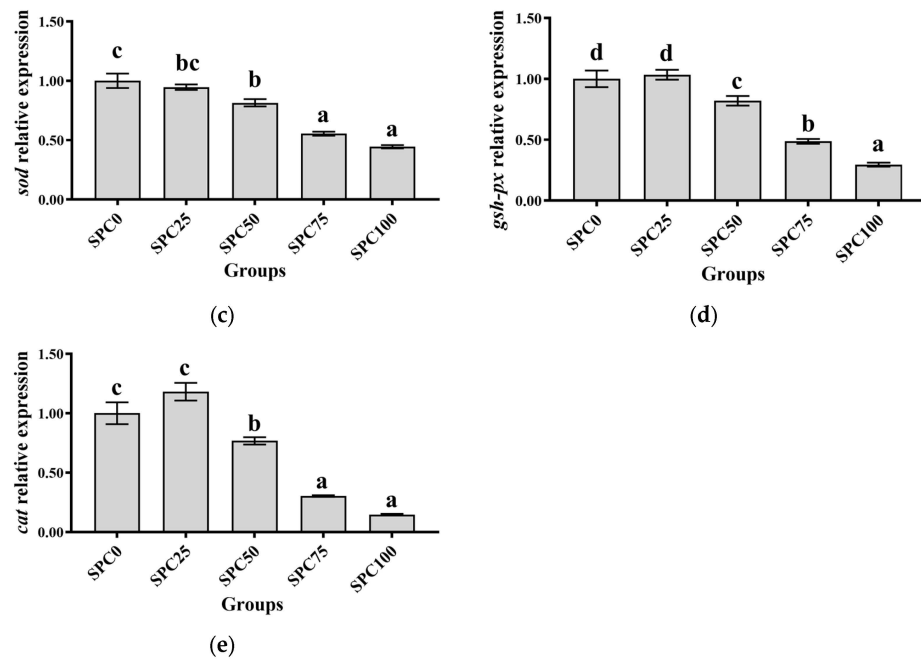 sod relative expression
1.50
1.00
0.50
0.00
c
bc
b
a
a
SPC0
SPC25
SPC50
SPC75
SPC100
Groups
(c)
gsh-px relative expression
1.50
1.00
0.50
0.00
d
d
c
b
a
SPC0
SPC25
SPC50
SPC75
SPC100
Groups
(d)
cat relative expression
1.50
1.00
0.50
0.00
c
c
b
a
a
SPC0
SPC25
SPC50
SPC75
SPC100
Groups
(e)